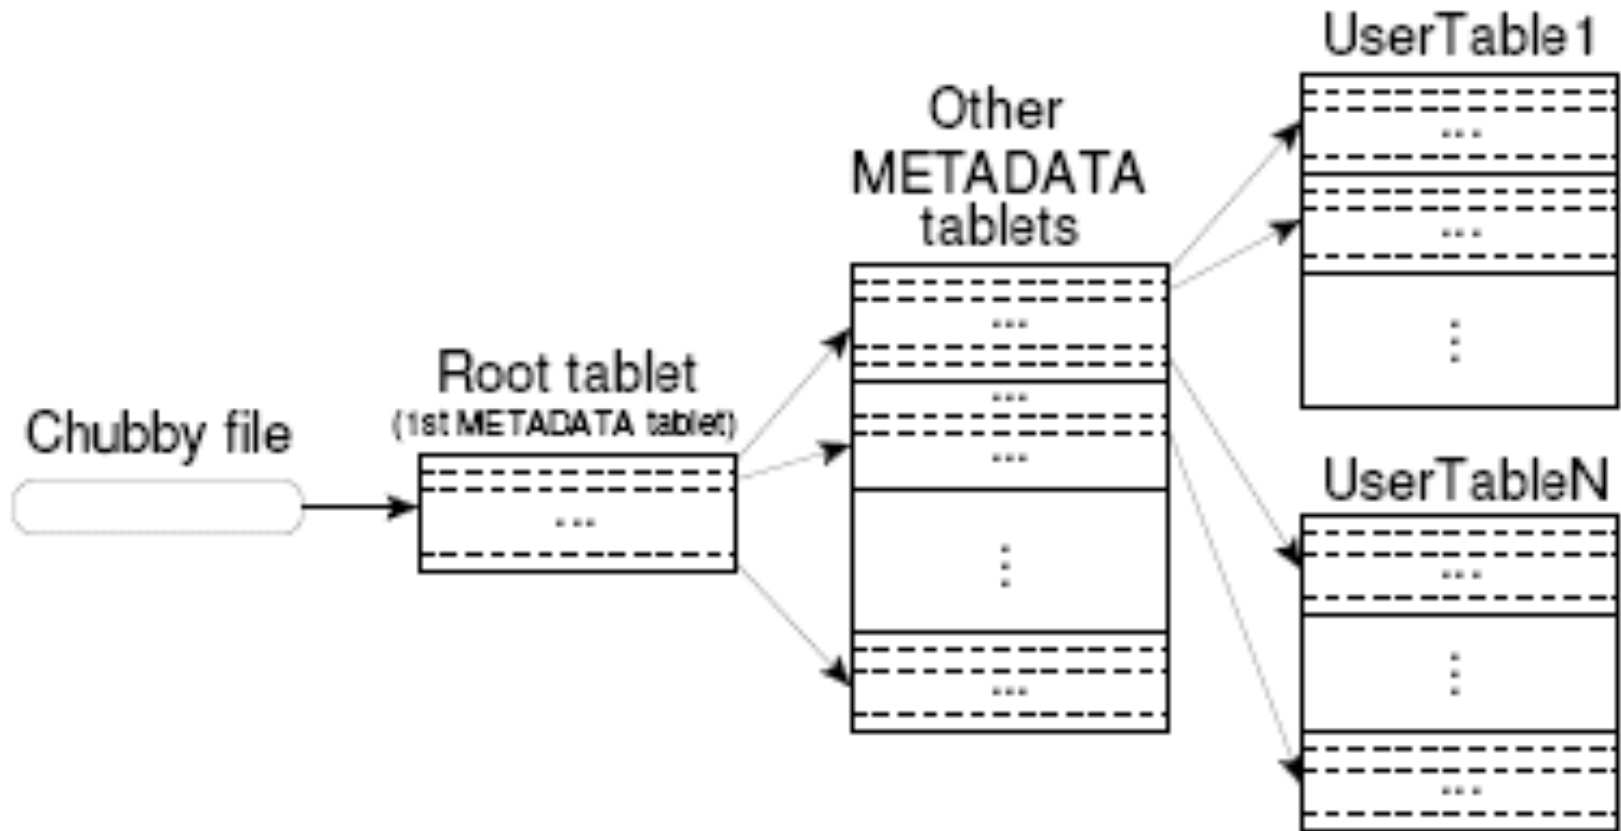 Chubby file
Root tablet
(1st METADATA tablet)
...
Other
METADATA
tablets
...
...
...
...
UserTable1
...
...
UserTableN
...
...